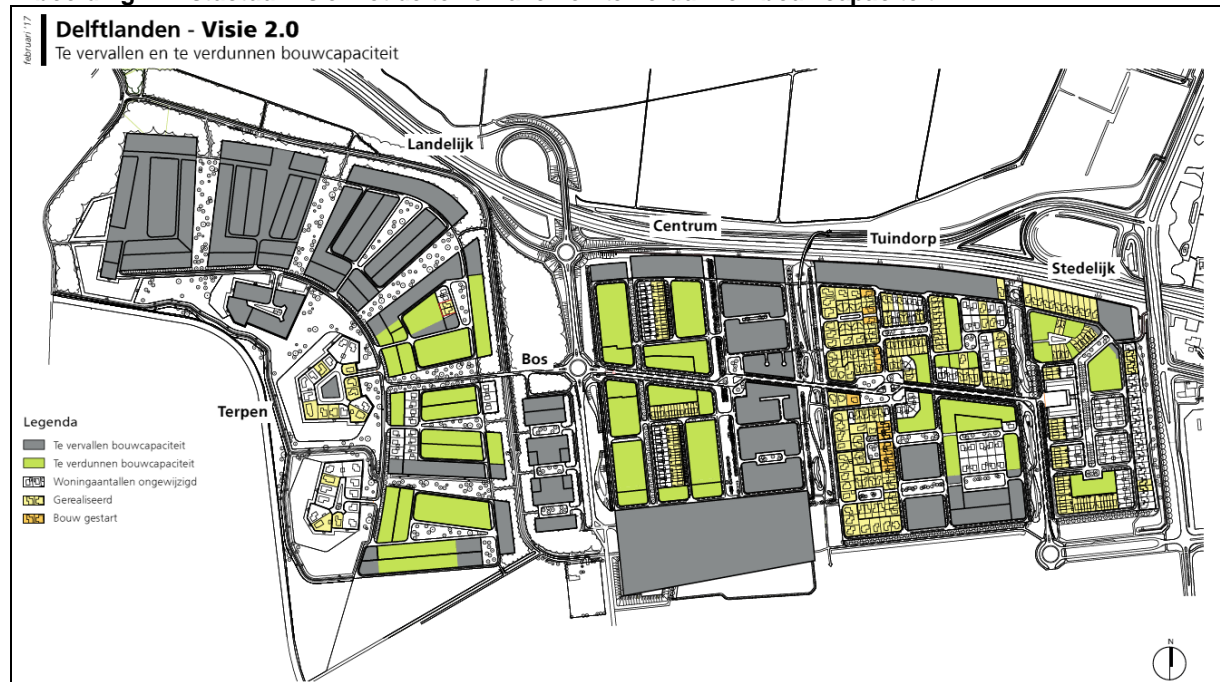 februari '17
Delftlanden - Visie 2.0
Te vervallen en te verdunnen bouwcapaciteit
Landelijk
Centrum
Tuindorp
Stedelijk
Bos
Terpen
Legenda
Te vervallen bouwcapaciteit
Te verdunnen bouwcapaciteit
Woningaantallen ongewijzigd
Gerealiseerd
Bouw gestart
N